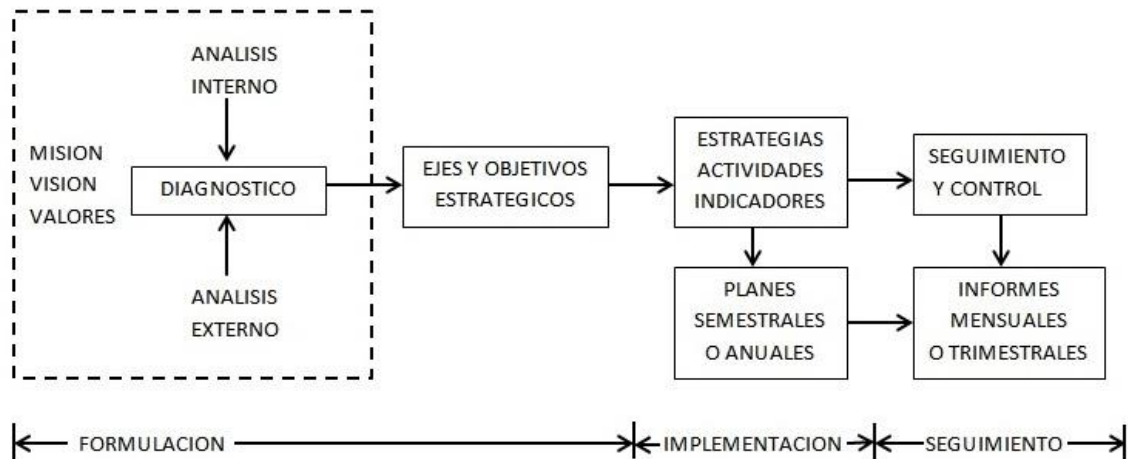 ANALISIS
INTERNO
MISION
VISION
VALORES
DIAGNOSTICO
ANALISIS
EXTERNO
EJES Y OBJETIVOS
ESTRATEGICOS
ESTRATEGIAS
ACTIVIDADES
INDICADORES
SEGUIMIENTO
Y CONTROL
PLANES
SEMESTRALES
O ANUALES
INFORMES
MENSUALES
O TRIMESTRALES
FORMULACION
IMPLEMENTACION
SEGUIMIENTO